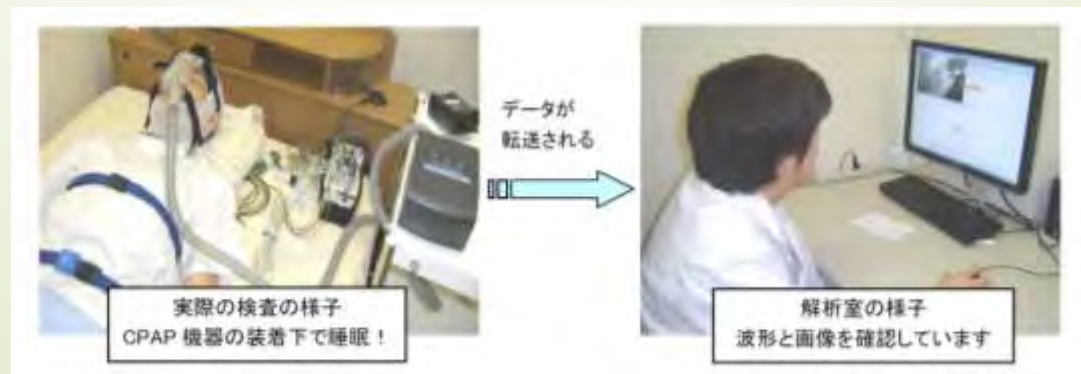 データが
転送される
実際の検査の様子
CPAP 機器の装着下で睡眠！
解析室の様子
波形と画像を確認しています